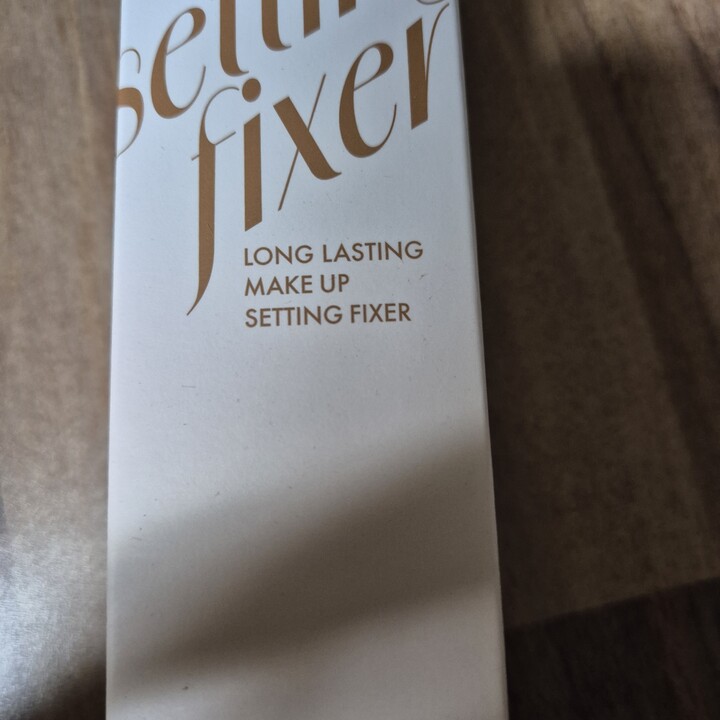 fixer
LONG LASTING
MAKE UP
SETTING FIXER